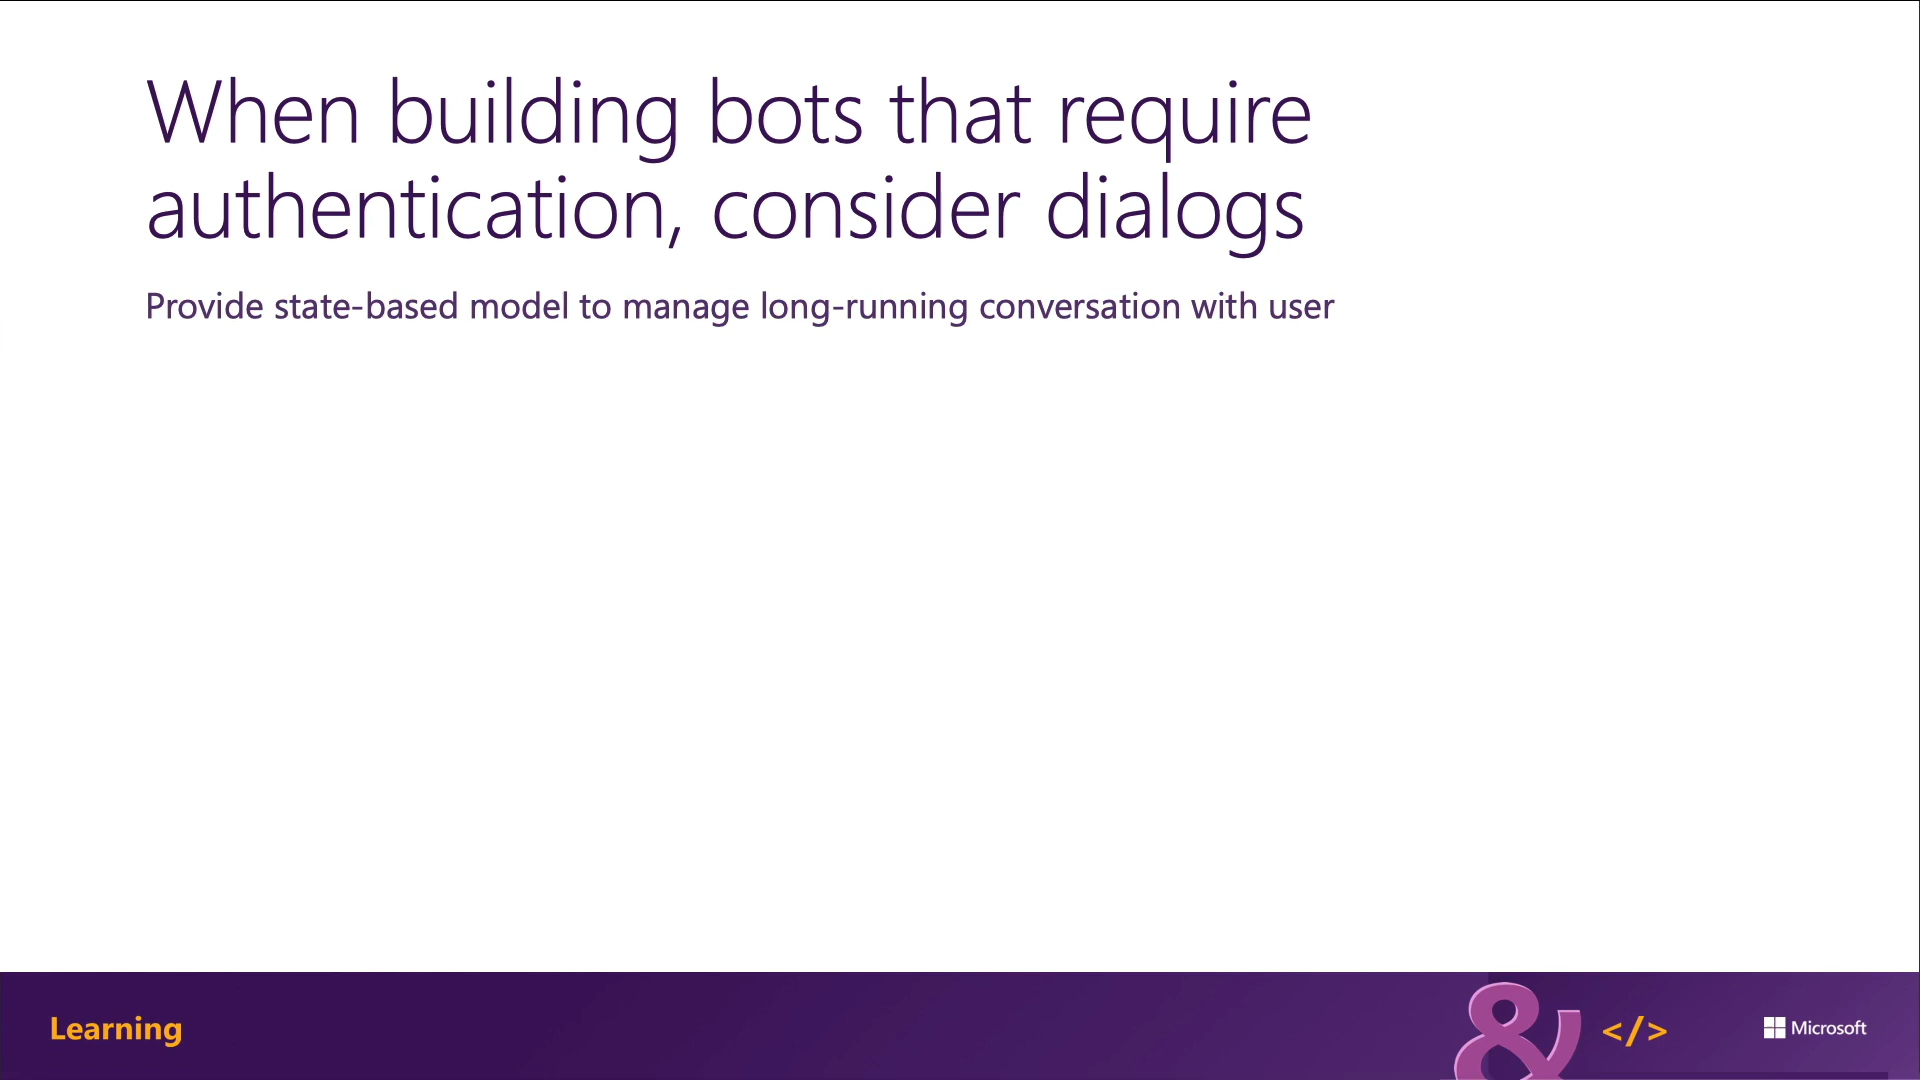 When building bots that require
authentication, consider dialogs
Provide state-based model to manage long-running conversation with user
Learning
& </>
Microsoft